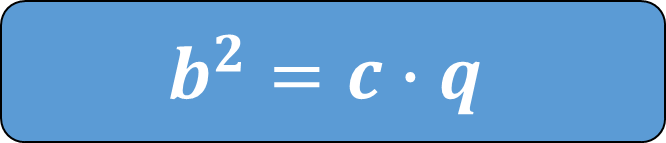 b² = c · q